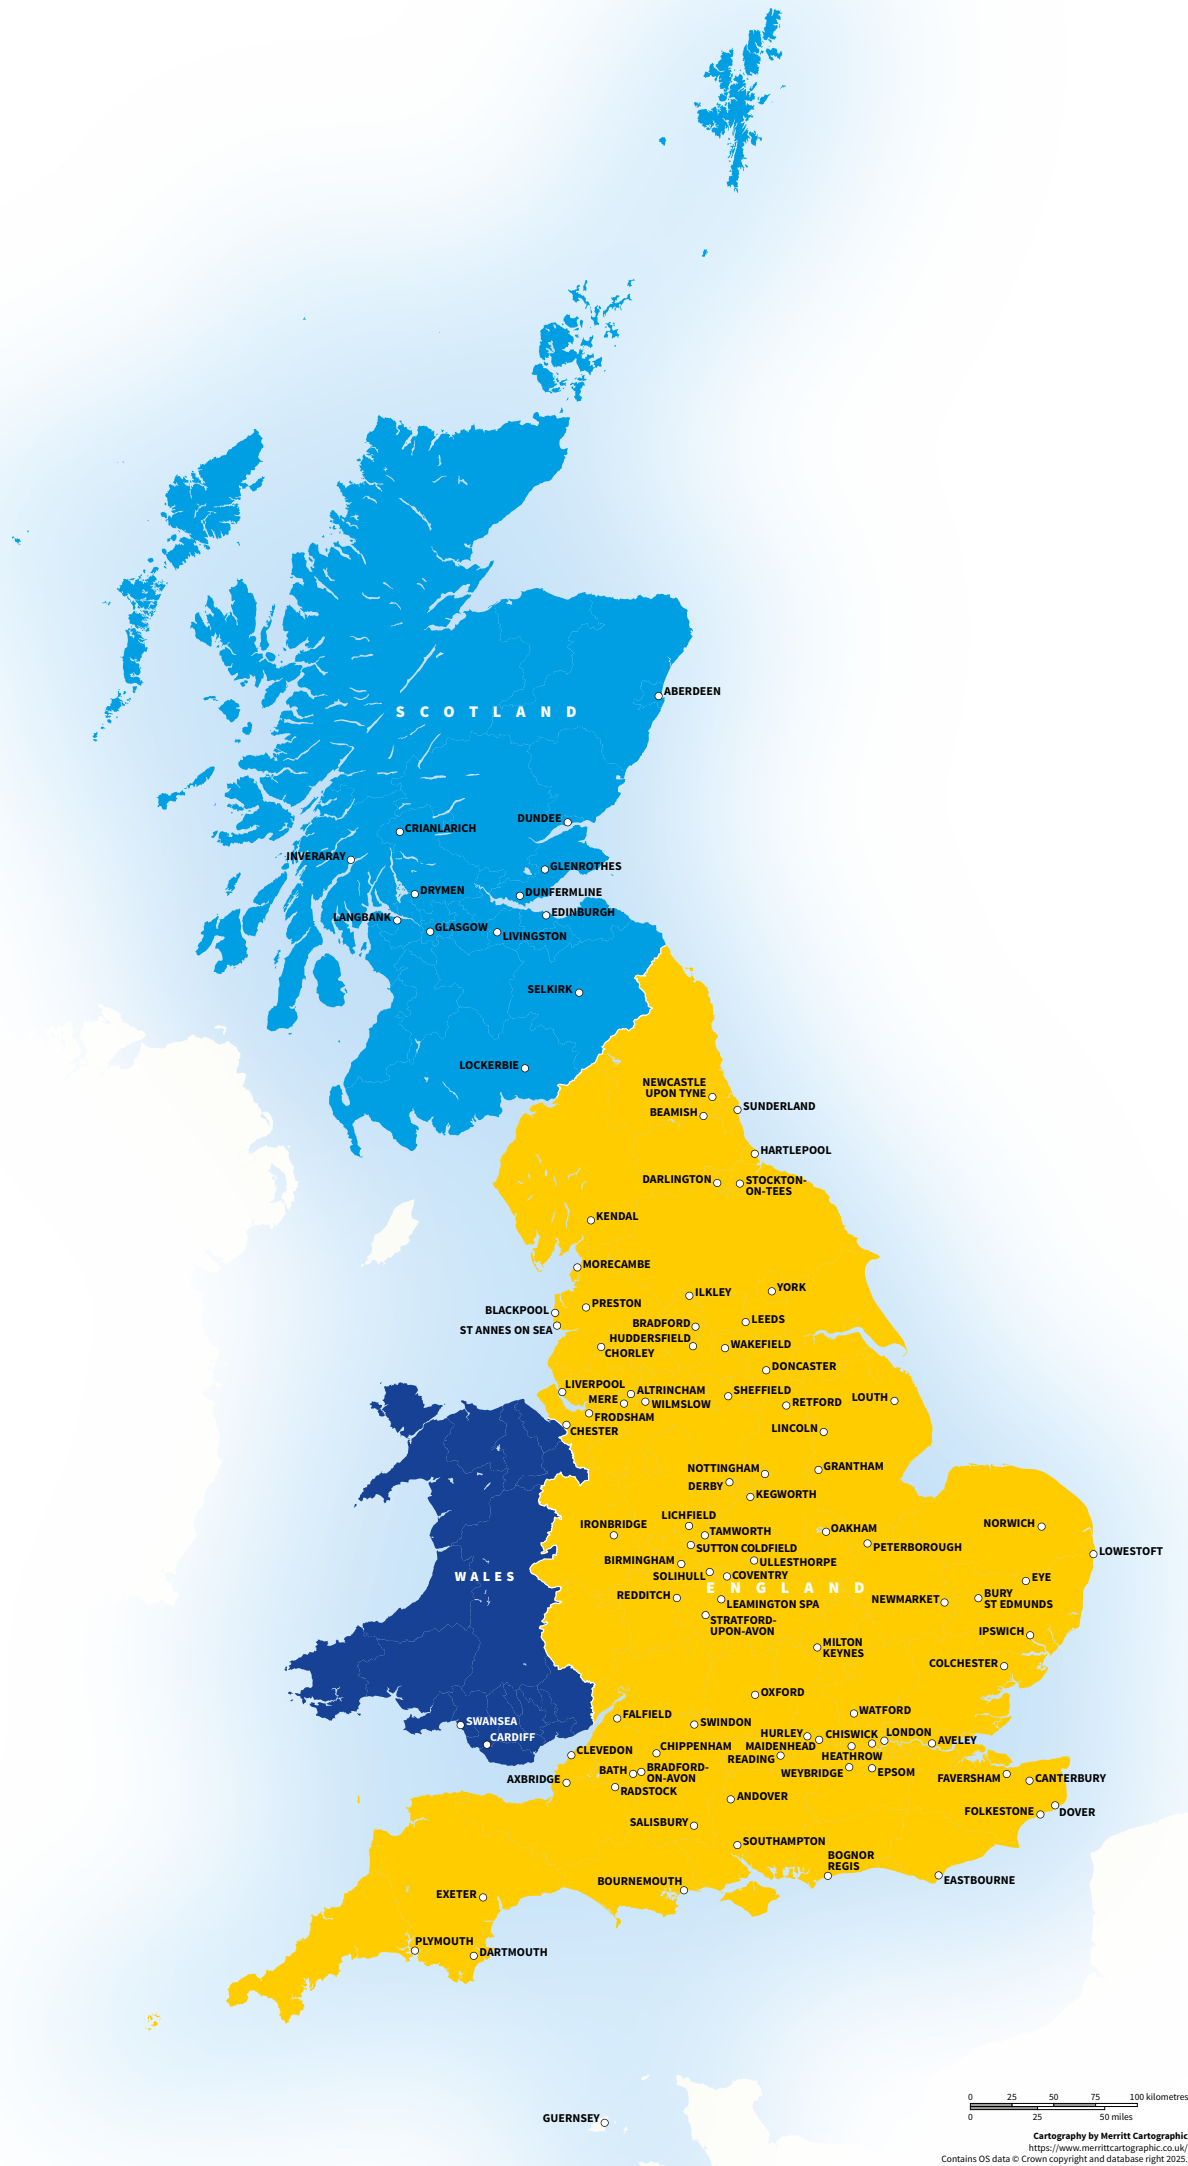 ABERDEEN
SCOTLAND
DUNDEE
CRIANLARICH
INVERARAY
GLENROTHES
DRYMEN
DUNFERMLINE
LANGBANK
EDINBURGH
GLASGOW
LIVINGSTON
SELKIRK
LOCKERBIE
NEWCASTLE
UPON TYNE
SUNDERLAND
BEAMISH
HARTLEPOOL
DARLINGTON
STOCKTON-
ON-TEES
KENDAL
MORECAMBE
YORK
ILKLEY
PRESTON
BLACKPOOL
LEEDS
BRADFORD
ST ANNES ON SEA
HUDDERSFIELD
WAKEFIELD
CHORLEY
DONCASTER
LIVERPOOL
ALTRINCHAM
SHEFFIELD
MERE
WILMSLOW
RETFORD
LOUTH
FRODSHAM
CHESTER
LINCOLN
GRANTHAM
NOTTINGHAM
DERBY
KEGWORTH
LICHFIELD
IRONBRIDGE
TAMWORTH
OAKHAM
NORWICH
SUTTON COLDFIELD
PETERBOROUGH
LOWESTOFT
BIRMINGHAM
ULLESTHORPE
SOLIHULL
COVENTRY
WALES
EYE
ENGLAND
REDDITCH
LEAMINGTON SPA
NEWMARKET
BURY
ST EDMUNDS
STRATFORD-
UPON-AVON
IPSWICH
MILTON
KEYNES
COLCHESTER
OXFORD
FALFIELD
WATFORD
SWANSEA
SWINDON
CARDIFF
HURLEY
CHISWICK
LONDON
AVELEY
CLEVEDON
CHIPPENHAM
MAIDENHEAD
HEATHROW
READING
BATH
BRADFORD-
ON-AVON
WEYBRIDGE
EPSOM
AXBRIDGE
FAVERSHAM
CANTERBURY
RADSTOCK
ANDOVER
FOLKESTONE
DOVER
SALISBURY
SOUTHAMPTON
BOGNOR
REGIS
BOURNEMOUTH
EASTBOURNE
EXETER
PLYMOUTH
DARTMOUTH
GUERNSEY
0 25 50 75 100 kilometres
0 25 50 miles
Cartography by Merritt Cartographic
https://www.merrittcartographic.co.uk/
Contains OS data © Crown copyright and database right 2025.